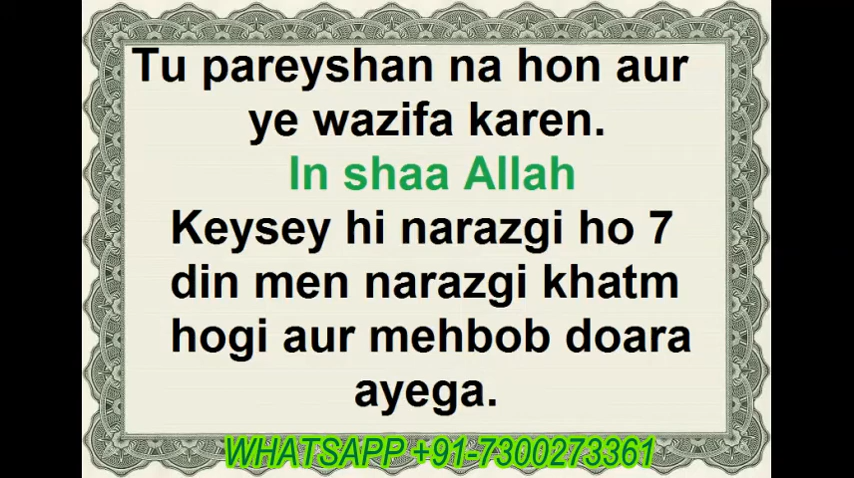 Tu pareyshan na hon aur
ye wazifa karen.
In shaa Allah
Keysey hi narazgi ho 7
din men narazgi khatm
hogi aur mehbob doara
ayega.
WHATSAPP +91-7300273361